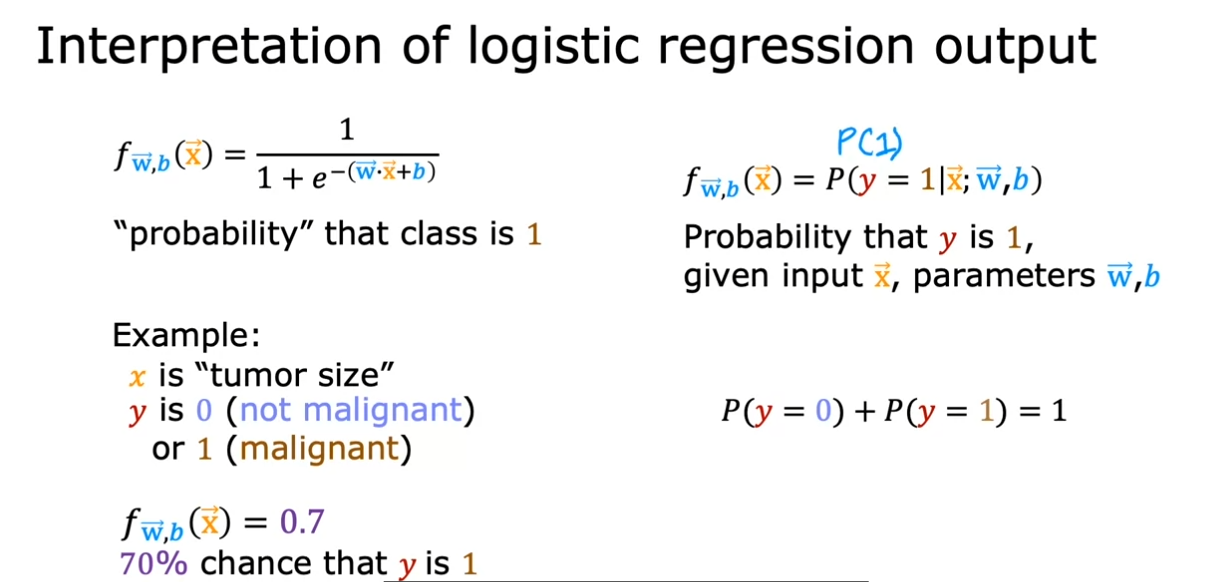 Interpretation of logistic regression output
f_{\vec{w},b}(\vec{x}) = \frac{1}{1 + e^{-(\vec{w}\cdot\vec{x}+b)}}
“probability” that class is 1
Example:
x is “tumor size”
y is 0 (not malignant)
or 1 (malignant)
f_{\vec{w},b}(\vec{x}) = 0.7
70% chance that y is 1
P(1)
f_{\vec{w},b}(\vec{x}) = P(y = 1|\vec{x}; \vec{w},b)
Probability that y is 1,
given input \vec{x}, parameters \vec{w},b
P(y = 0) + P(y = 1) = 1